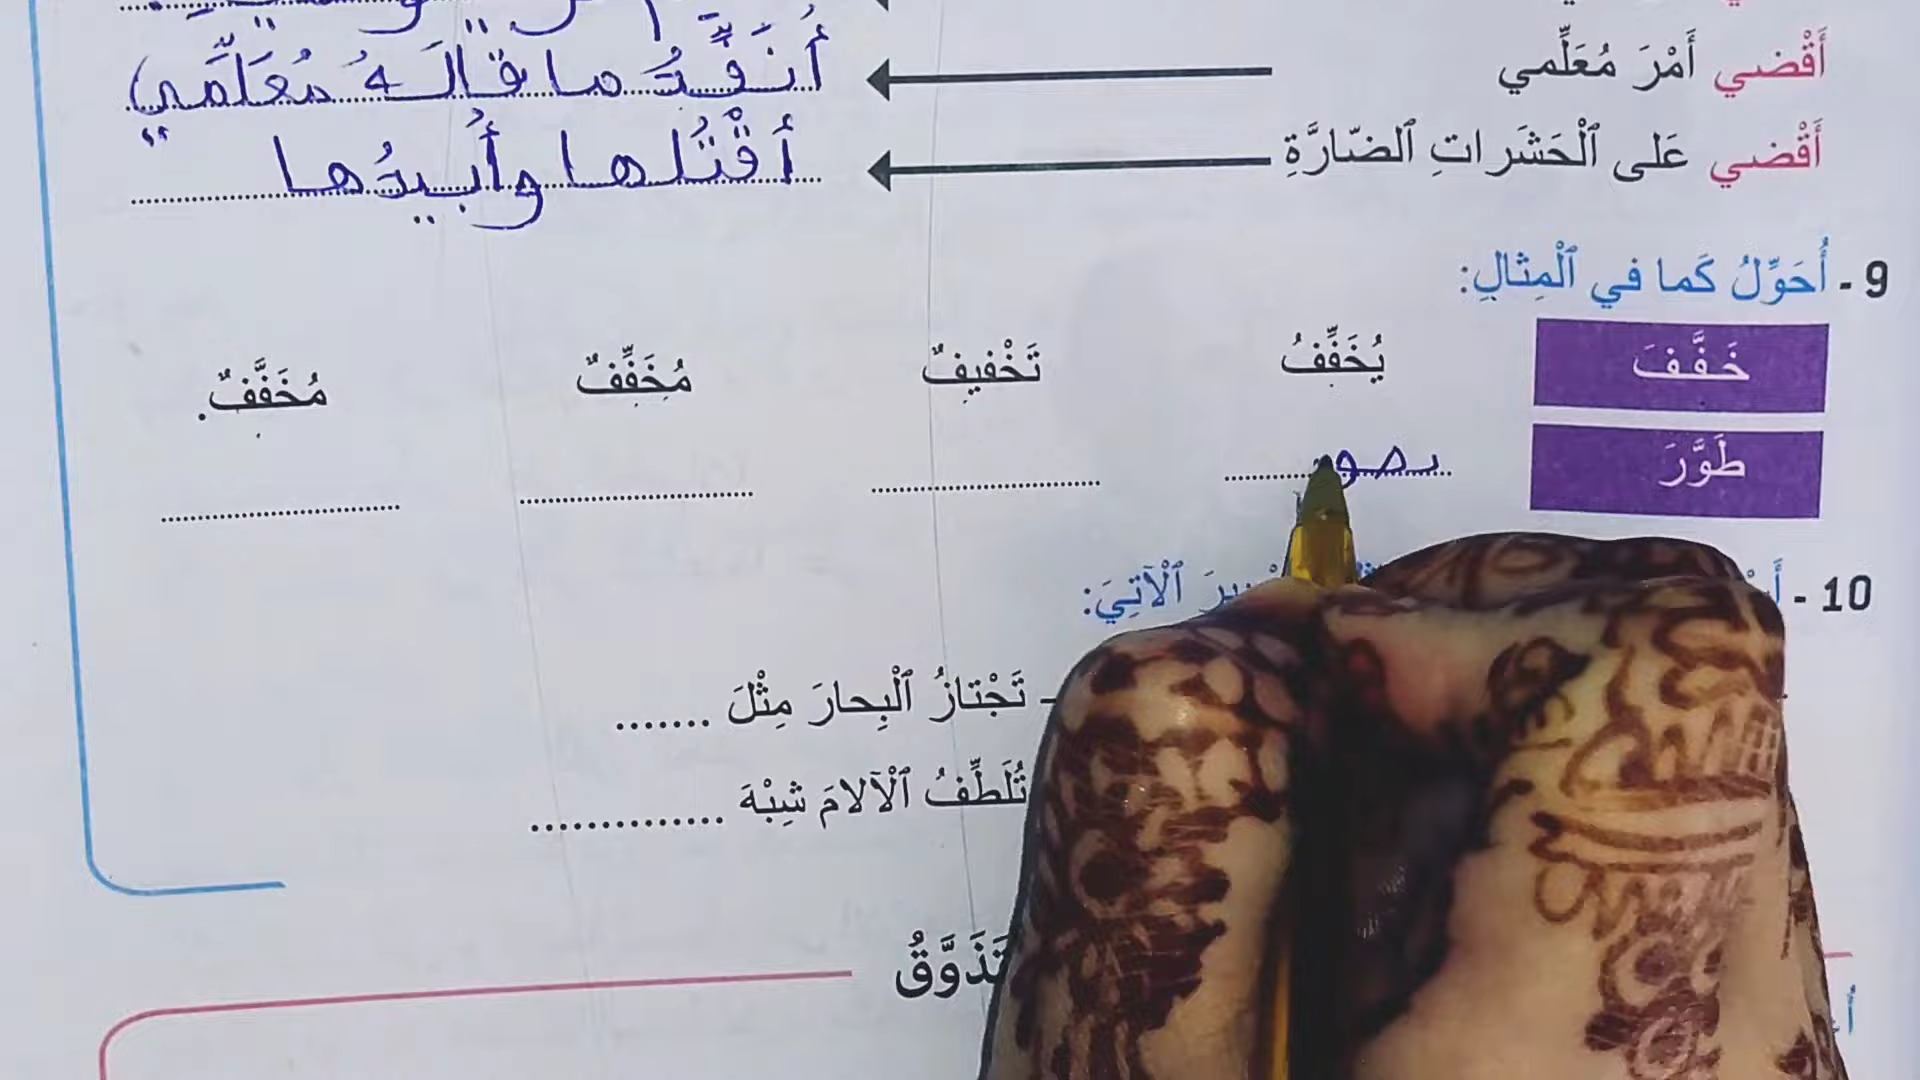 أَقْضي أَمْرَ مُعَلِّمي
أُنَفِّذُ ما قالَهُ مُعَلِّمي
أَقْضي عَلى ٱلْحَشَراتِ ٱلضّارَّةِ
أَقْتُلُها وأُبيدُها
9 - أُحَوِّلُ كَما في ٱلْمِثالِ:
خَفَّفَ يُخَفِّفُ تَخْفيفٌ مُخَفِّفٌ مُخَفَّفٌ.
طَوَّرَ
10 - ٱلْآتِيَ:
- تَجْتازُ ٱلْبِحارَ مِثْلَ .......
تُلَطِّفُ ٱلْآلامَ شِبْهَ ..............